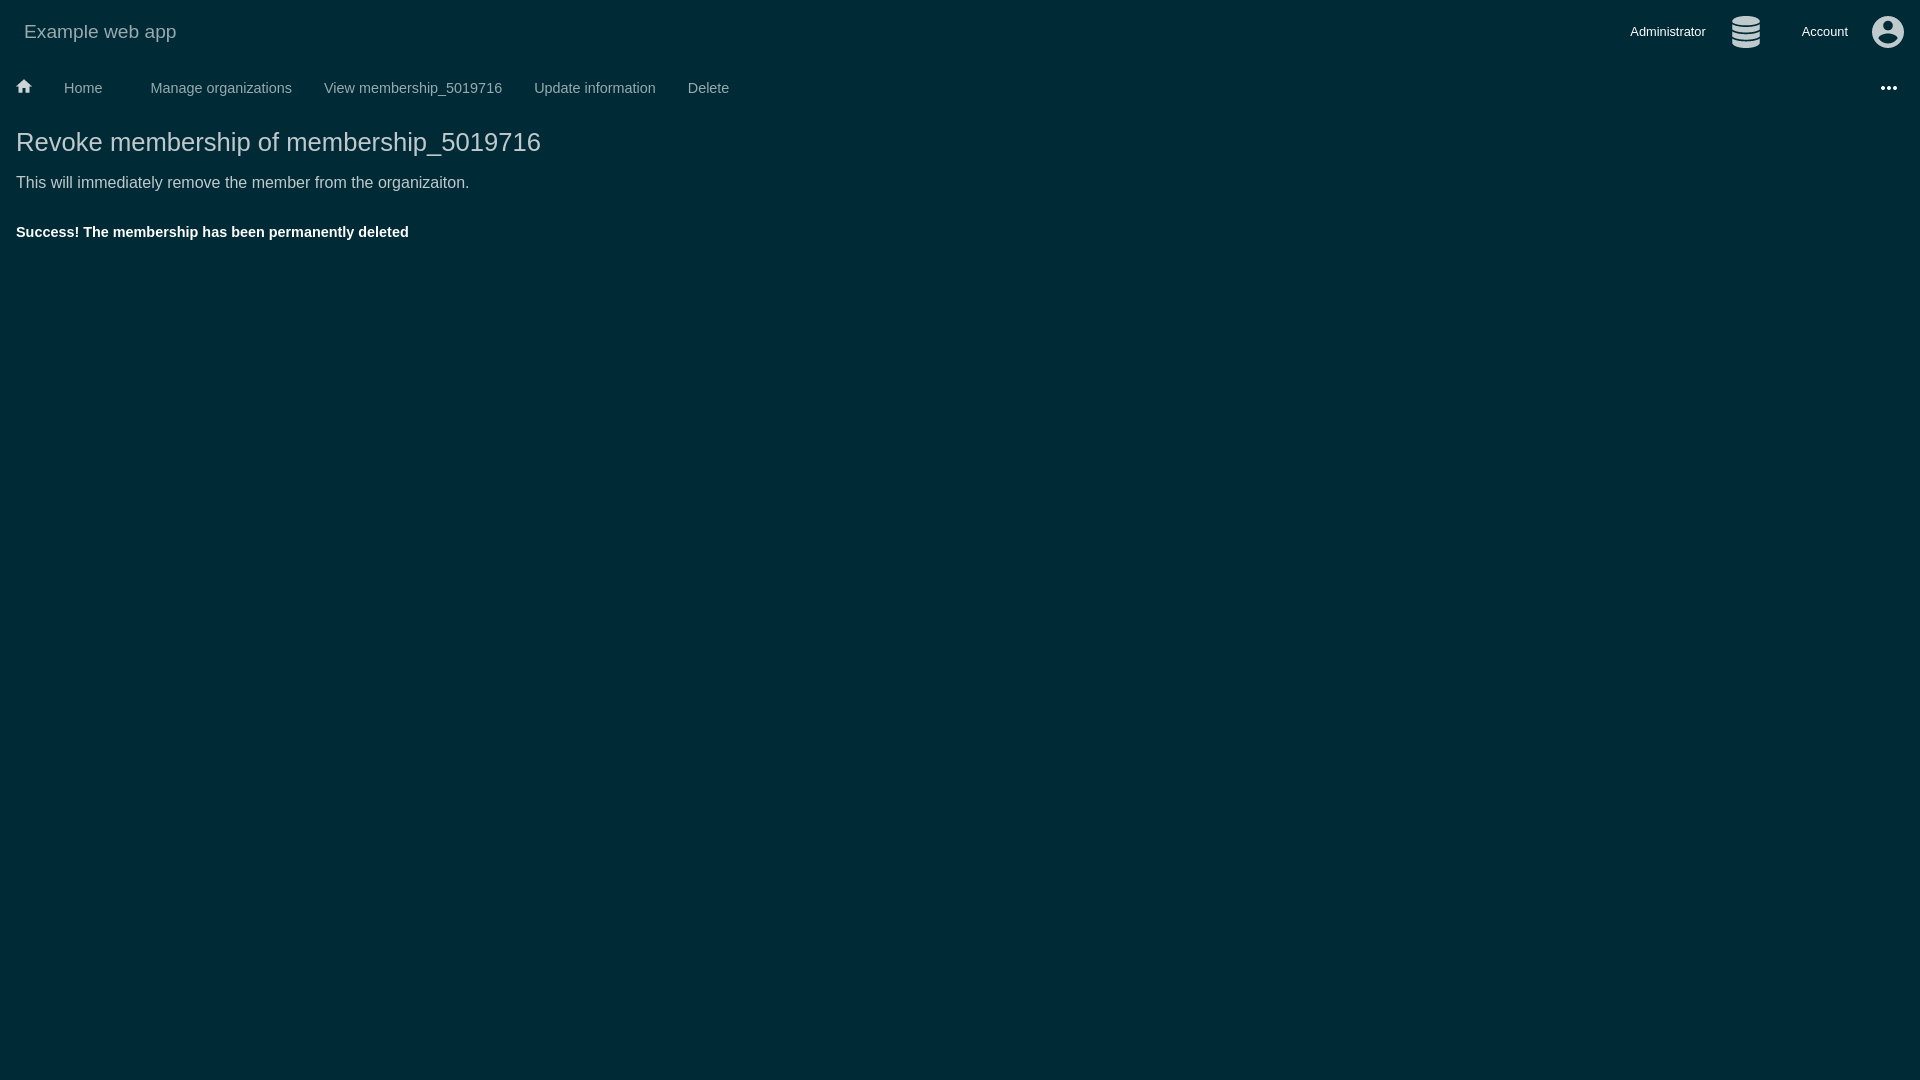 Example web app
Administrator
Account
Home
Manage organizations
View membership_5019716
Update information
Delete
Revoke membership of membership_5019716
This will immediately remove the member from the organizaiton.
Success! The membership has been permanently deleted